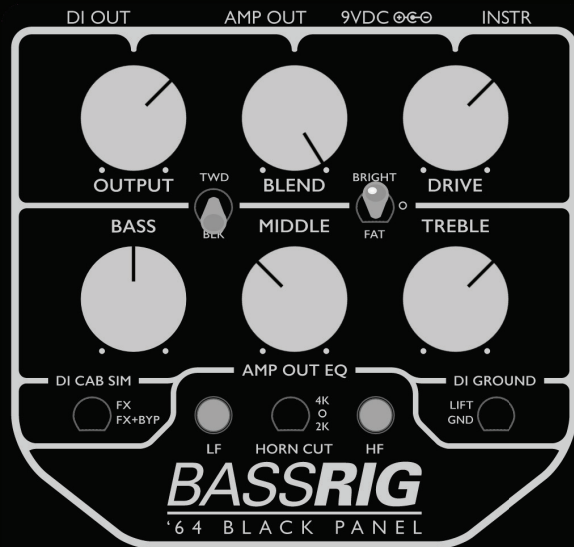 DI OUT AMP OUT 9VDC INSTR
OUTPUT BLEND DRIVE
TWD
BLK
BRIGHT
FAT
BASS MIDDLE TREBLE
DI CAB SIM
FX
FX+BYP
AMP OUT EQ
4K
2K
LF HORN CUT HF
DI GROUND
LIFT
GND
BASSRIG
'64 BLACK PANEL